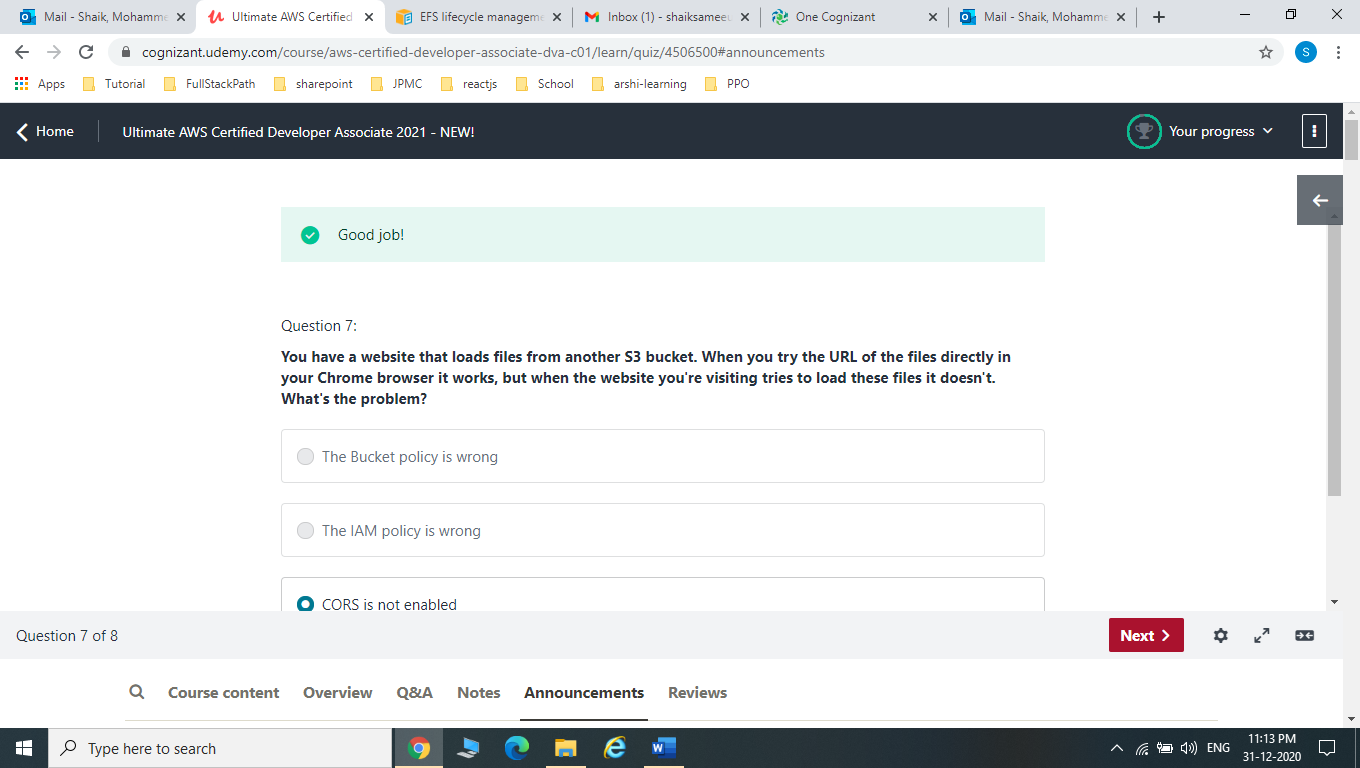 Mail - Shaik, Mohamme
Ultimate AWS Certified
EFS lifecycle manageme
Inbox (1) - shaiksameeu
One Cognizant
Mail - Shaik, Mohamme
cognizant.udemy.com/course/aws-certified-developer-associate-dva-c01/learn/quiz/4506500#announcements
S
Apps
Tutorial
FullStackPath
sharepoint
JPMC
reactjs
School
arshi-learning
PPO
Home
Ultimate AWS Certified Developer Associate 2021 - NEW!
Your progress
Good job!
Question 7:
You have a website that loads files from another S3 bucket. When you try the URL of the files directly in
your Chrome browser it works, but when the website you're visiting tries to load these files it doesn't.
What's the problem?
The Bucket policy is wrong
The IAM policy is wrong
CORS is not enabled
Question 7 of 8
Next
Course content
Overview
Q&A
Notes
Announcements
Reviews
Type here to search
ENG
11:13 PM
31-12-2020